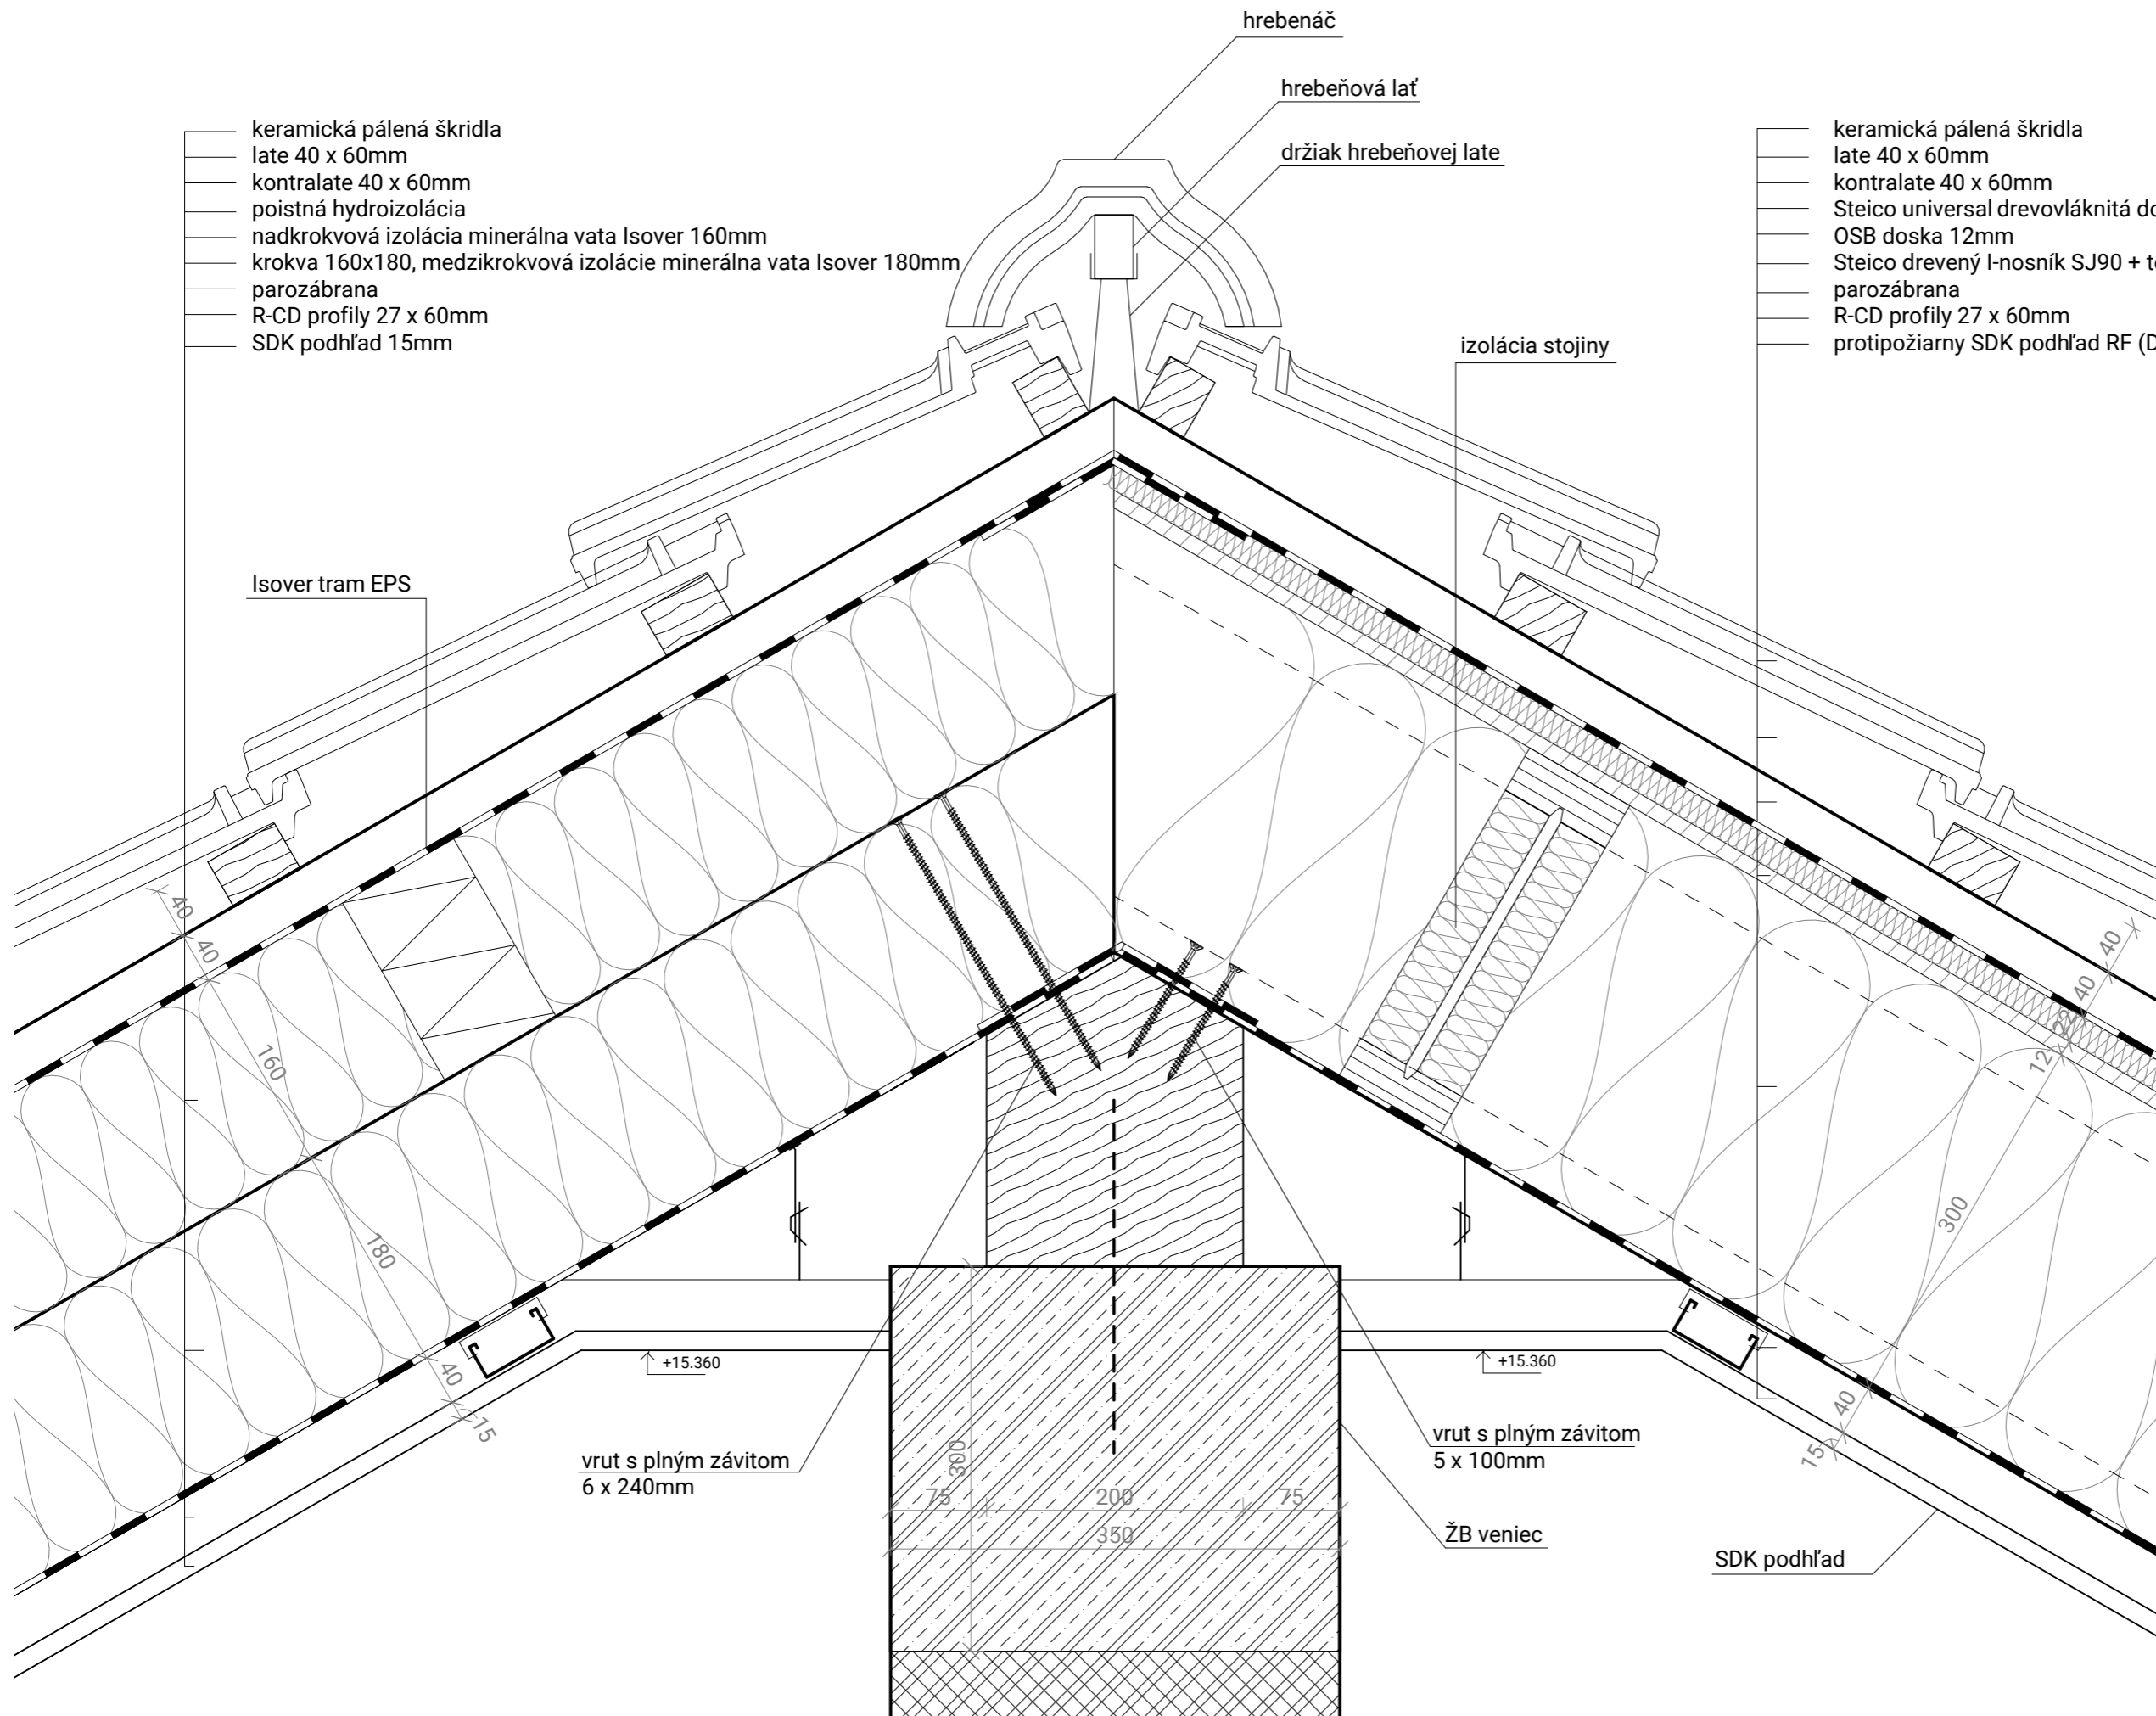 hrebenáč
hrebeňová lať
držiak hrebeňovej late
keramická pálená škridla
late 40 x 60mm
kontralate 40 x 60mm
poistná hydroizolácia
nadkrokvová izolácia minerálna vata Isover 160mm
krokva 160x180, medzikrokvová izolácie minerálna vata Isover 180mm
parozábrana
R-CD profily 27 x 60mm
SDK podhľad 15mm
keramická pálená škridla
late 40 x 60mm
kontralate 40 x 60mm
Steico universal drevovláknitá
OSB doska 12mm
Steico drevený I-nosník SJ90 +
parozábrana
R-CD profily 27 x 60mm
protipožiarny SDK podhľad RF
izolácia stojiny
Isover tram EPS
40
40
160
180
40
15
40
40
22
12
300
40
15
+15.360
+15.360
vrut s plným závitom
6 x 240mm
vrut s plným závitom
5 x 100mm
300
75
200
75
350
ŽB veniec
SDK podhľad